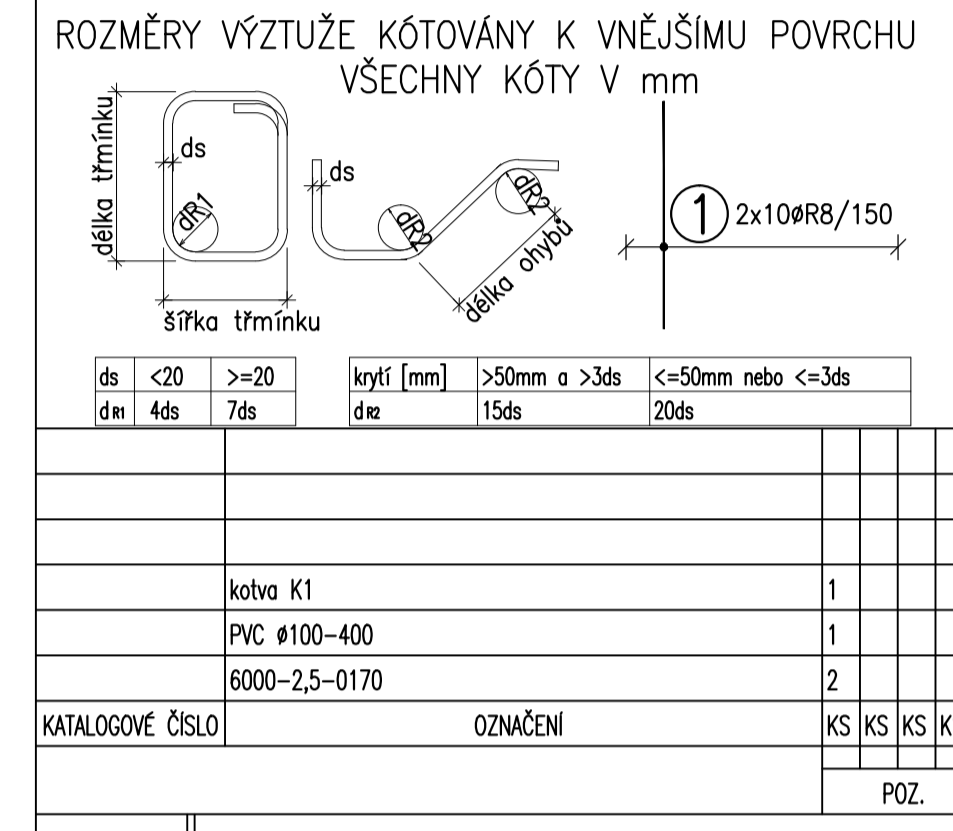 ROZMĚRY VÝZTUŽE KÓTOVÁNY K VNĚJŠÍMU POVRCHU
VŠECHNY KÓTY V mm
délka třmínku
ds
dR1
šířka třmínku
ds
dR2
dR2
délka ohybů
1 2x10øR8/150
ds <20 >=20
dR1 4ds 7ds
krytí [mm] >50mm a >3ds <=50mm nebo <=3ds
dR2 15ds 20ds
kotva K1 1
PVC ø100-400 1
6000-2,5-0170 2
KATALOGOVÉ ČÍSLO OZNAČENÍ KS KS KS K
POZ.